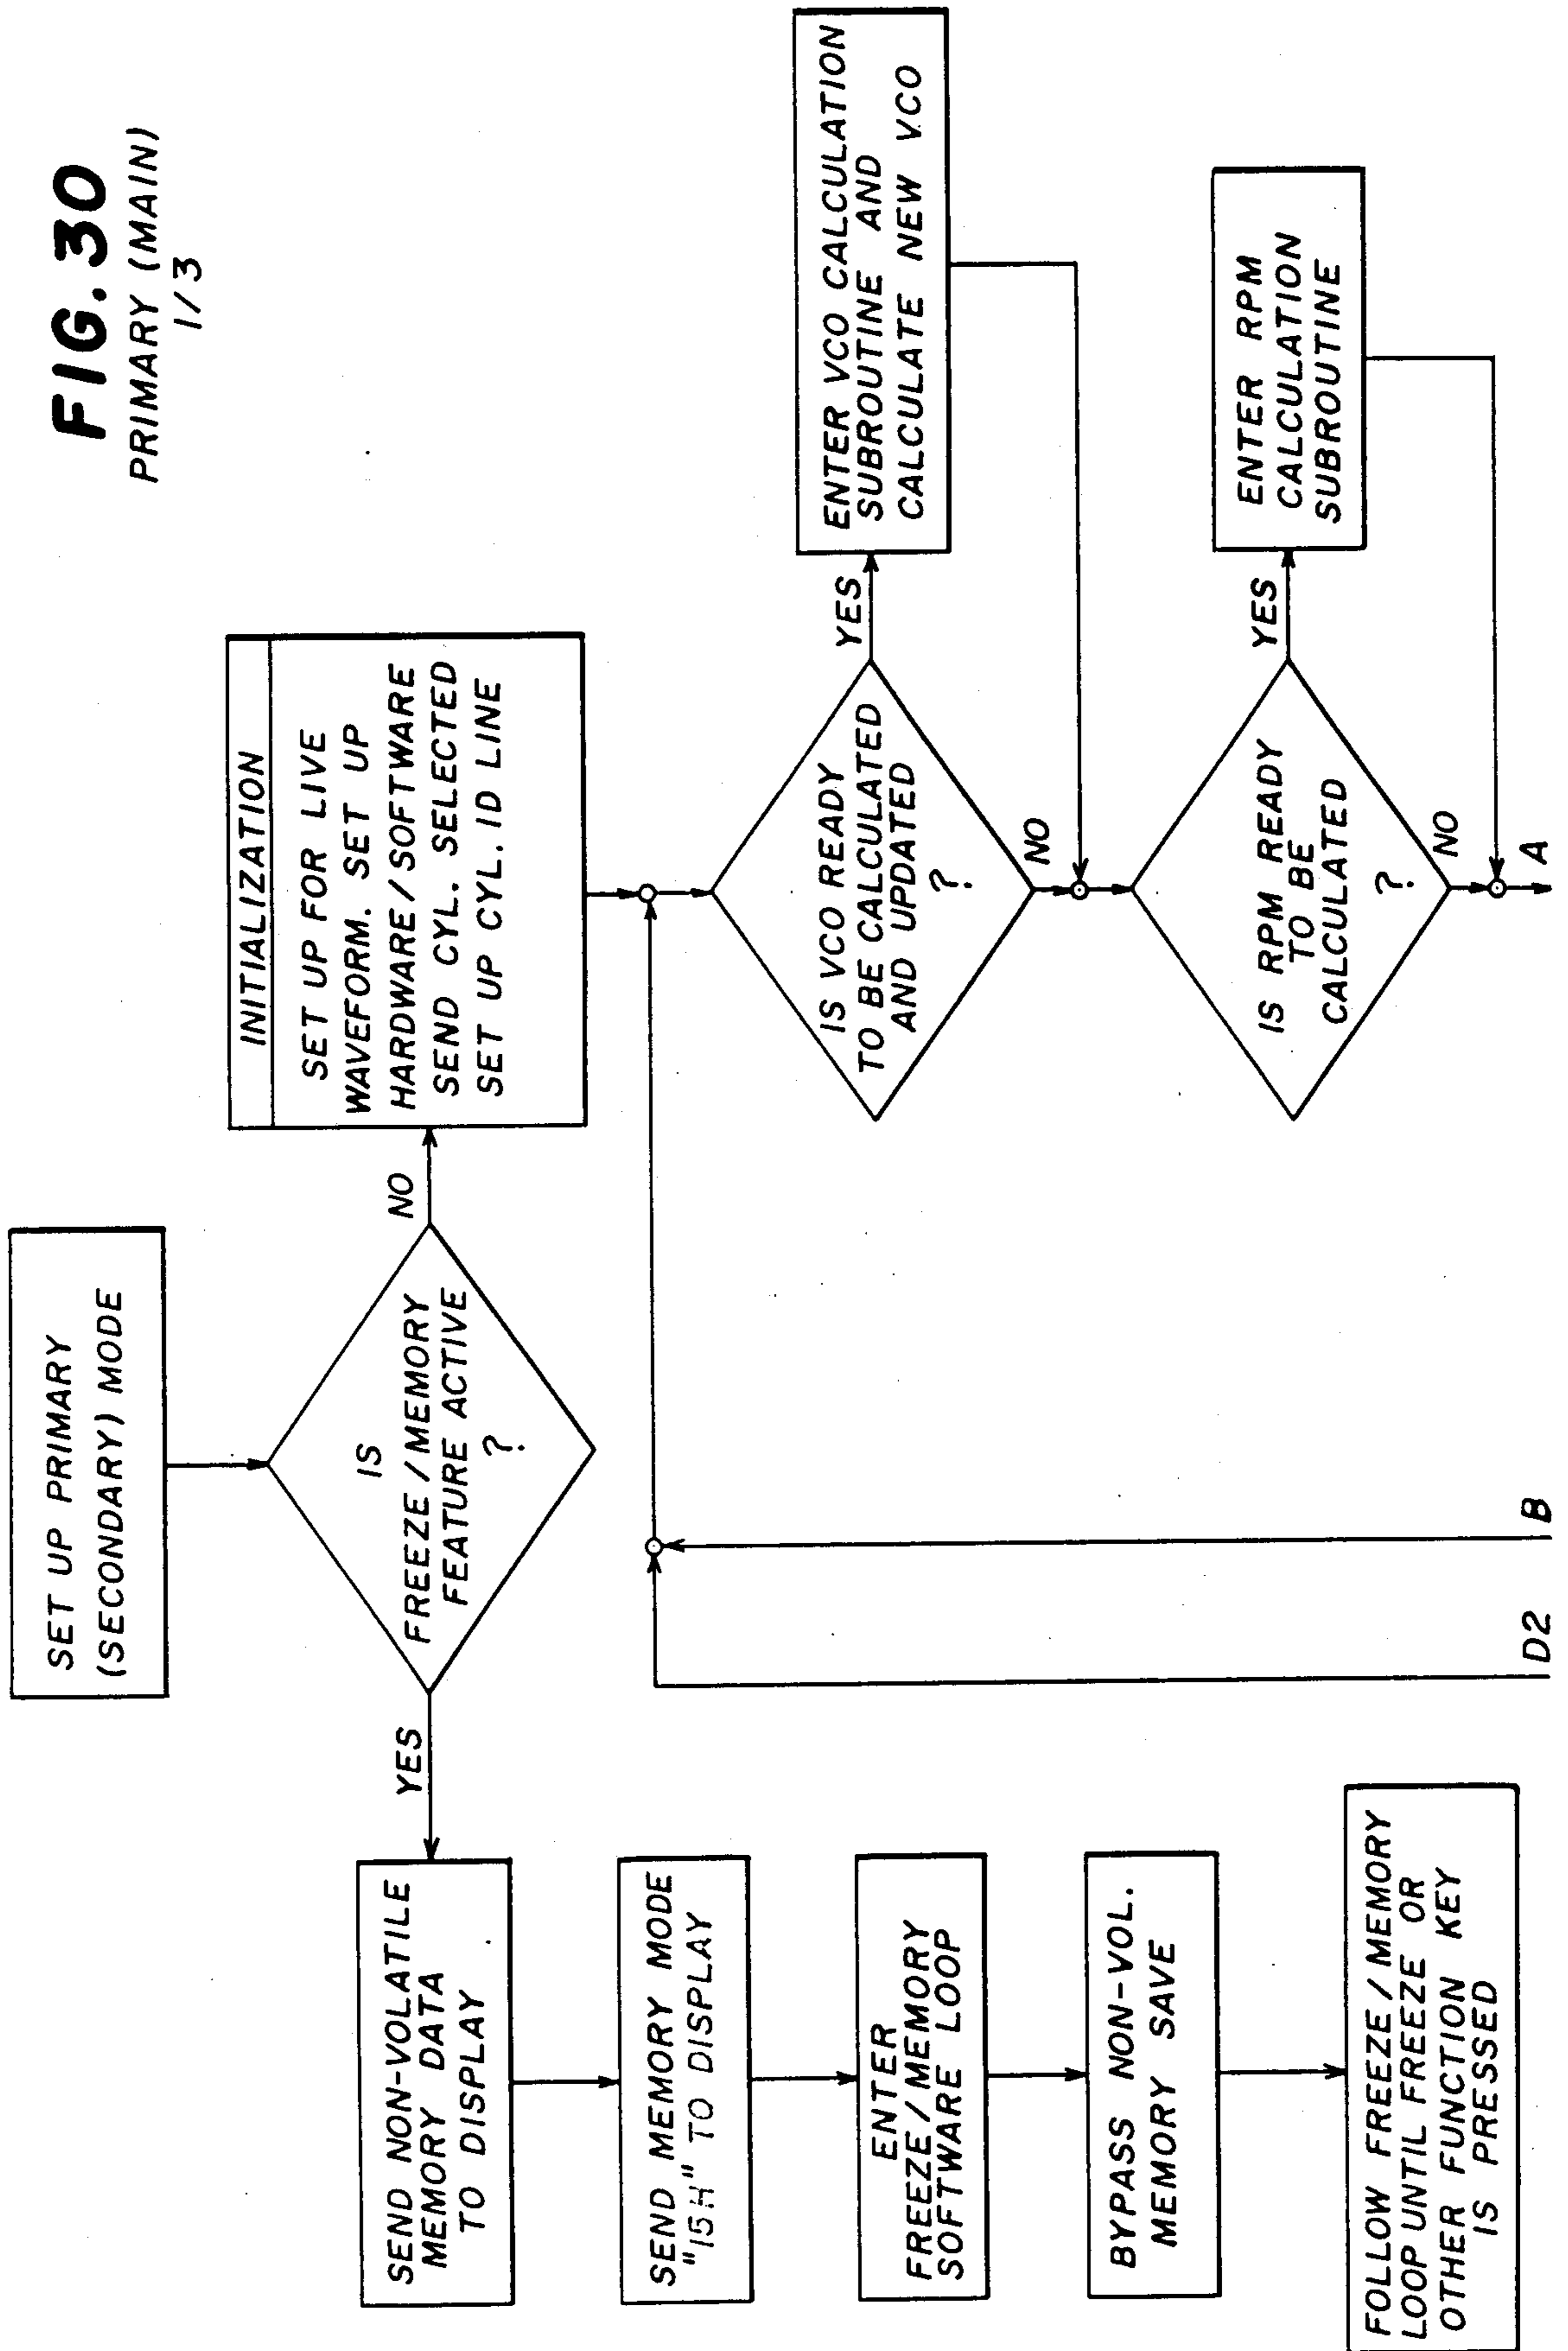 FIG. 30
PRIMARY (MAIN)
1/3
SET UP PRIMARY
(SECONDARY) MODE
IS
FREEZE/MEMORY
FEATURE ACTIVE
?
YES
NO
SEND NON-VOLATILE
MEMORY DATA
TO DISPLAY
SEND MEMORY MODE
"15H" TO DISPLAY
ENTER
FREEZE/MEMORY
SOFTWARE LOOP
BYPASS NON-VOL.
MEMORY SAVE
FOLLOW FREEZE/MEMORY
LOOP UNTIL FREEZE OR
OTHER FUNCTION KEY
IS PRESSED
INITIALIZATION
SET UP FOR LIVE
WAVEFORM. SET UP
HARDWARE/SOFTWARE
SEND CYL. SELECTED
SET UP CYL. ID LINE
IS VCO READY
TO BE CALCULATED
AND UPDATED
?
YES
NO
ENTER VCO CALCULATION
SUBROUTINE AND
CALCULATE NEW VCO
IS RPM READY
TO BE
CALCULATED
?
YES
NO
ENTER RPM
CALCULATION
SUBROUTINE
D2
B
A